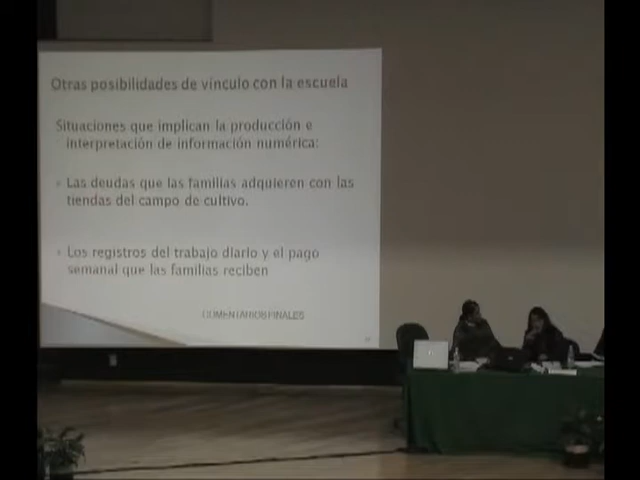 Otras posibilidades de vínculo con la escuela
Situaciones que implican la producción e
interpretación de información numérica:
Las deudas que las familias adquieren con las
tiendas del campo de cultivo.
Los registros del trabajo diario y el pago
semanal que las familias reciben
COMENTARIOS FINALES